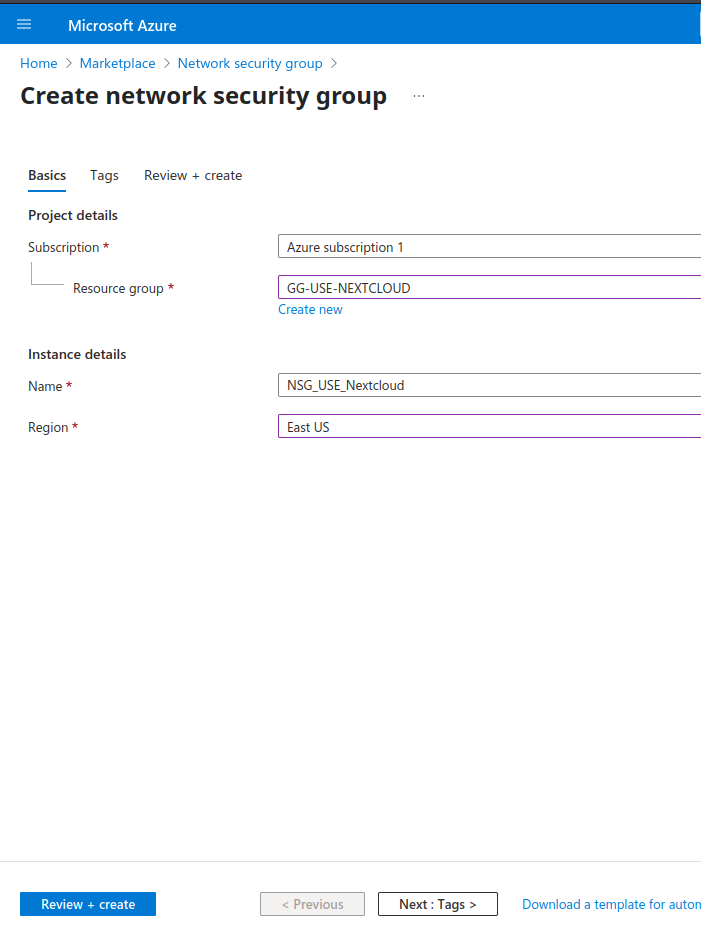 Microsoft Azure
Home > Marketplace > Network security group >
Create network security group ...
Basics Tags Review + create
Project details
Subscription * Azure subscription 1
Resource group * GG-USE-NEXTCLOUD
Create new
Instance details
Name * NSG_USE_Nextcloud
Region * East US
Review + create < Previous Next : Tags > Download a template for auton